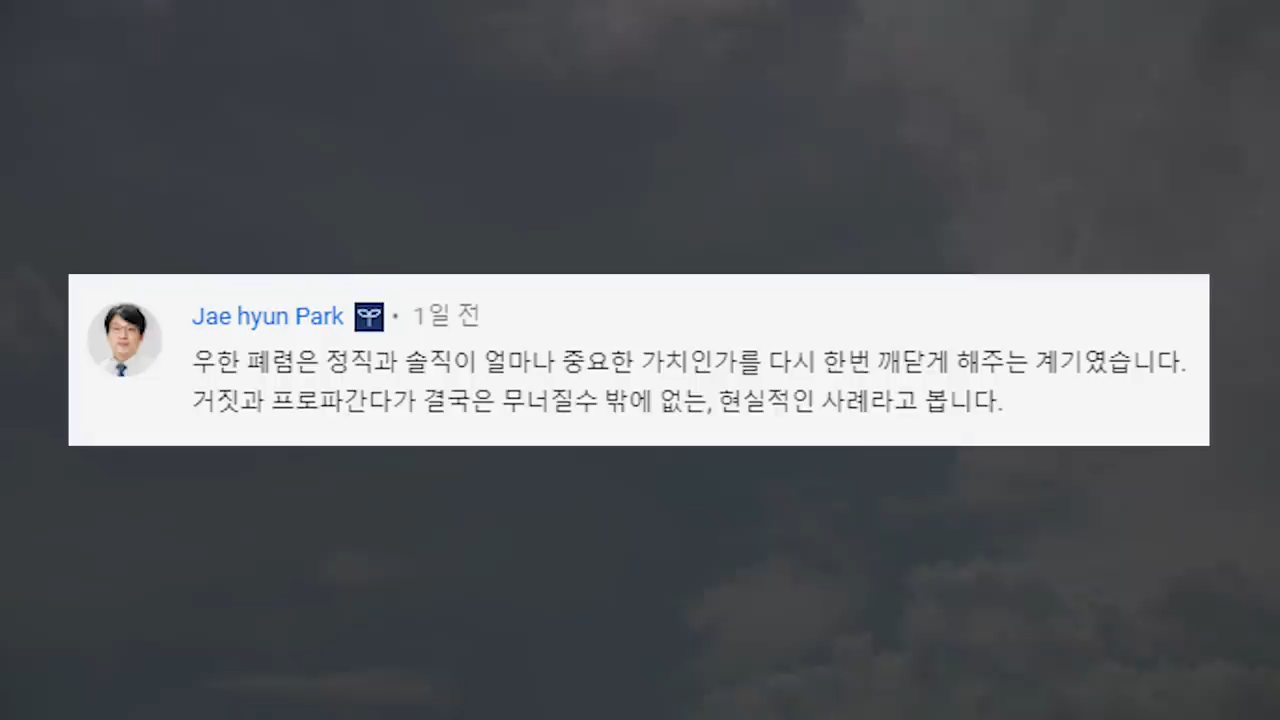 Jae hyun Park • 1일 전
우한 폐렴은 정직과 솔직이 얼마나 중요한 가치인가를 다시 한번 깨닫게 해주는 계기였습니다.
거짓과 프로파간다가 결국은 무너질수 밖에 없는, 현실적인 사례라고 봅니다.